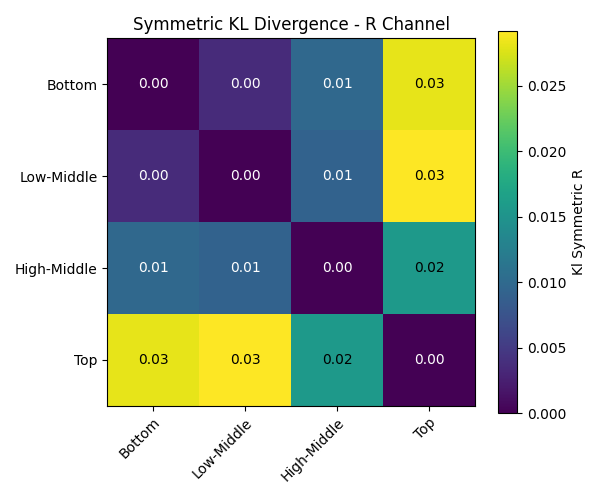 Symmetric KL Divergence - R Channel
Bottom 0.00 0.00 0.01 0.03
Low-Middle 0.00 0.00 0.01 0.03
High-Middle 0.01 0.01 0.00 0.02
Top 0.03 0.03 0.02 0.00
Bottom Low-Middle High-Middle Top
0.025
0.020
0.015
0.010
0.005
0.000
Kl Symmetric R